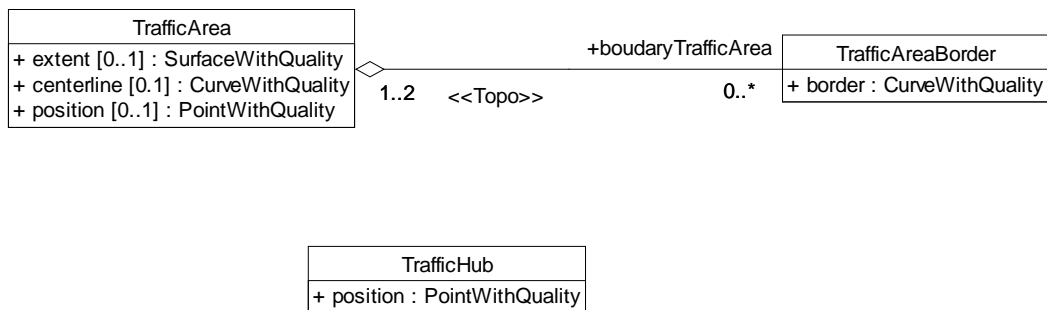 TrafficArea
+ extent [0..1] : SurfaceWithQuality
+ centerline [0.1] : CurveWithQuality
+ position [0..1] : PointWithQuality
1..2
<<Topo>>
+boudaryTrafficArea
0..*
TrafficAreaBorder
+ border : CurveWithQuality
TrafficHub
+ position : PointWithQuality